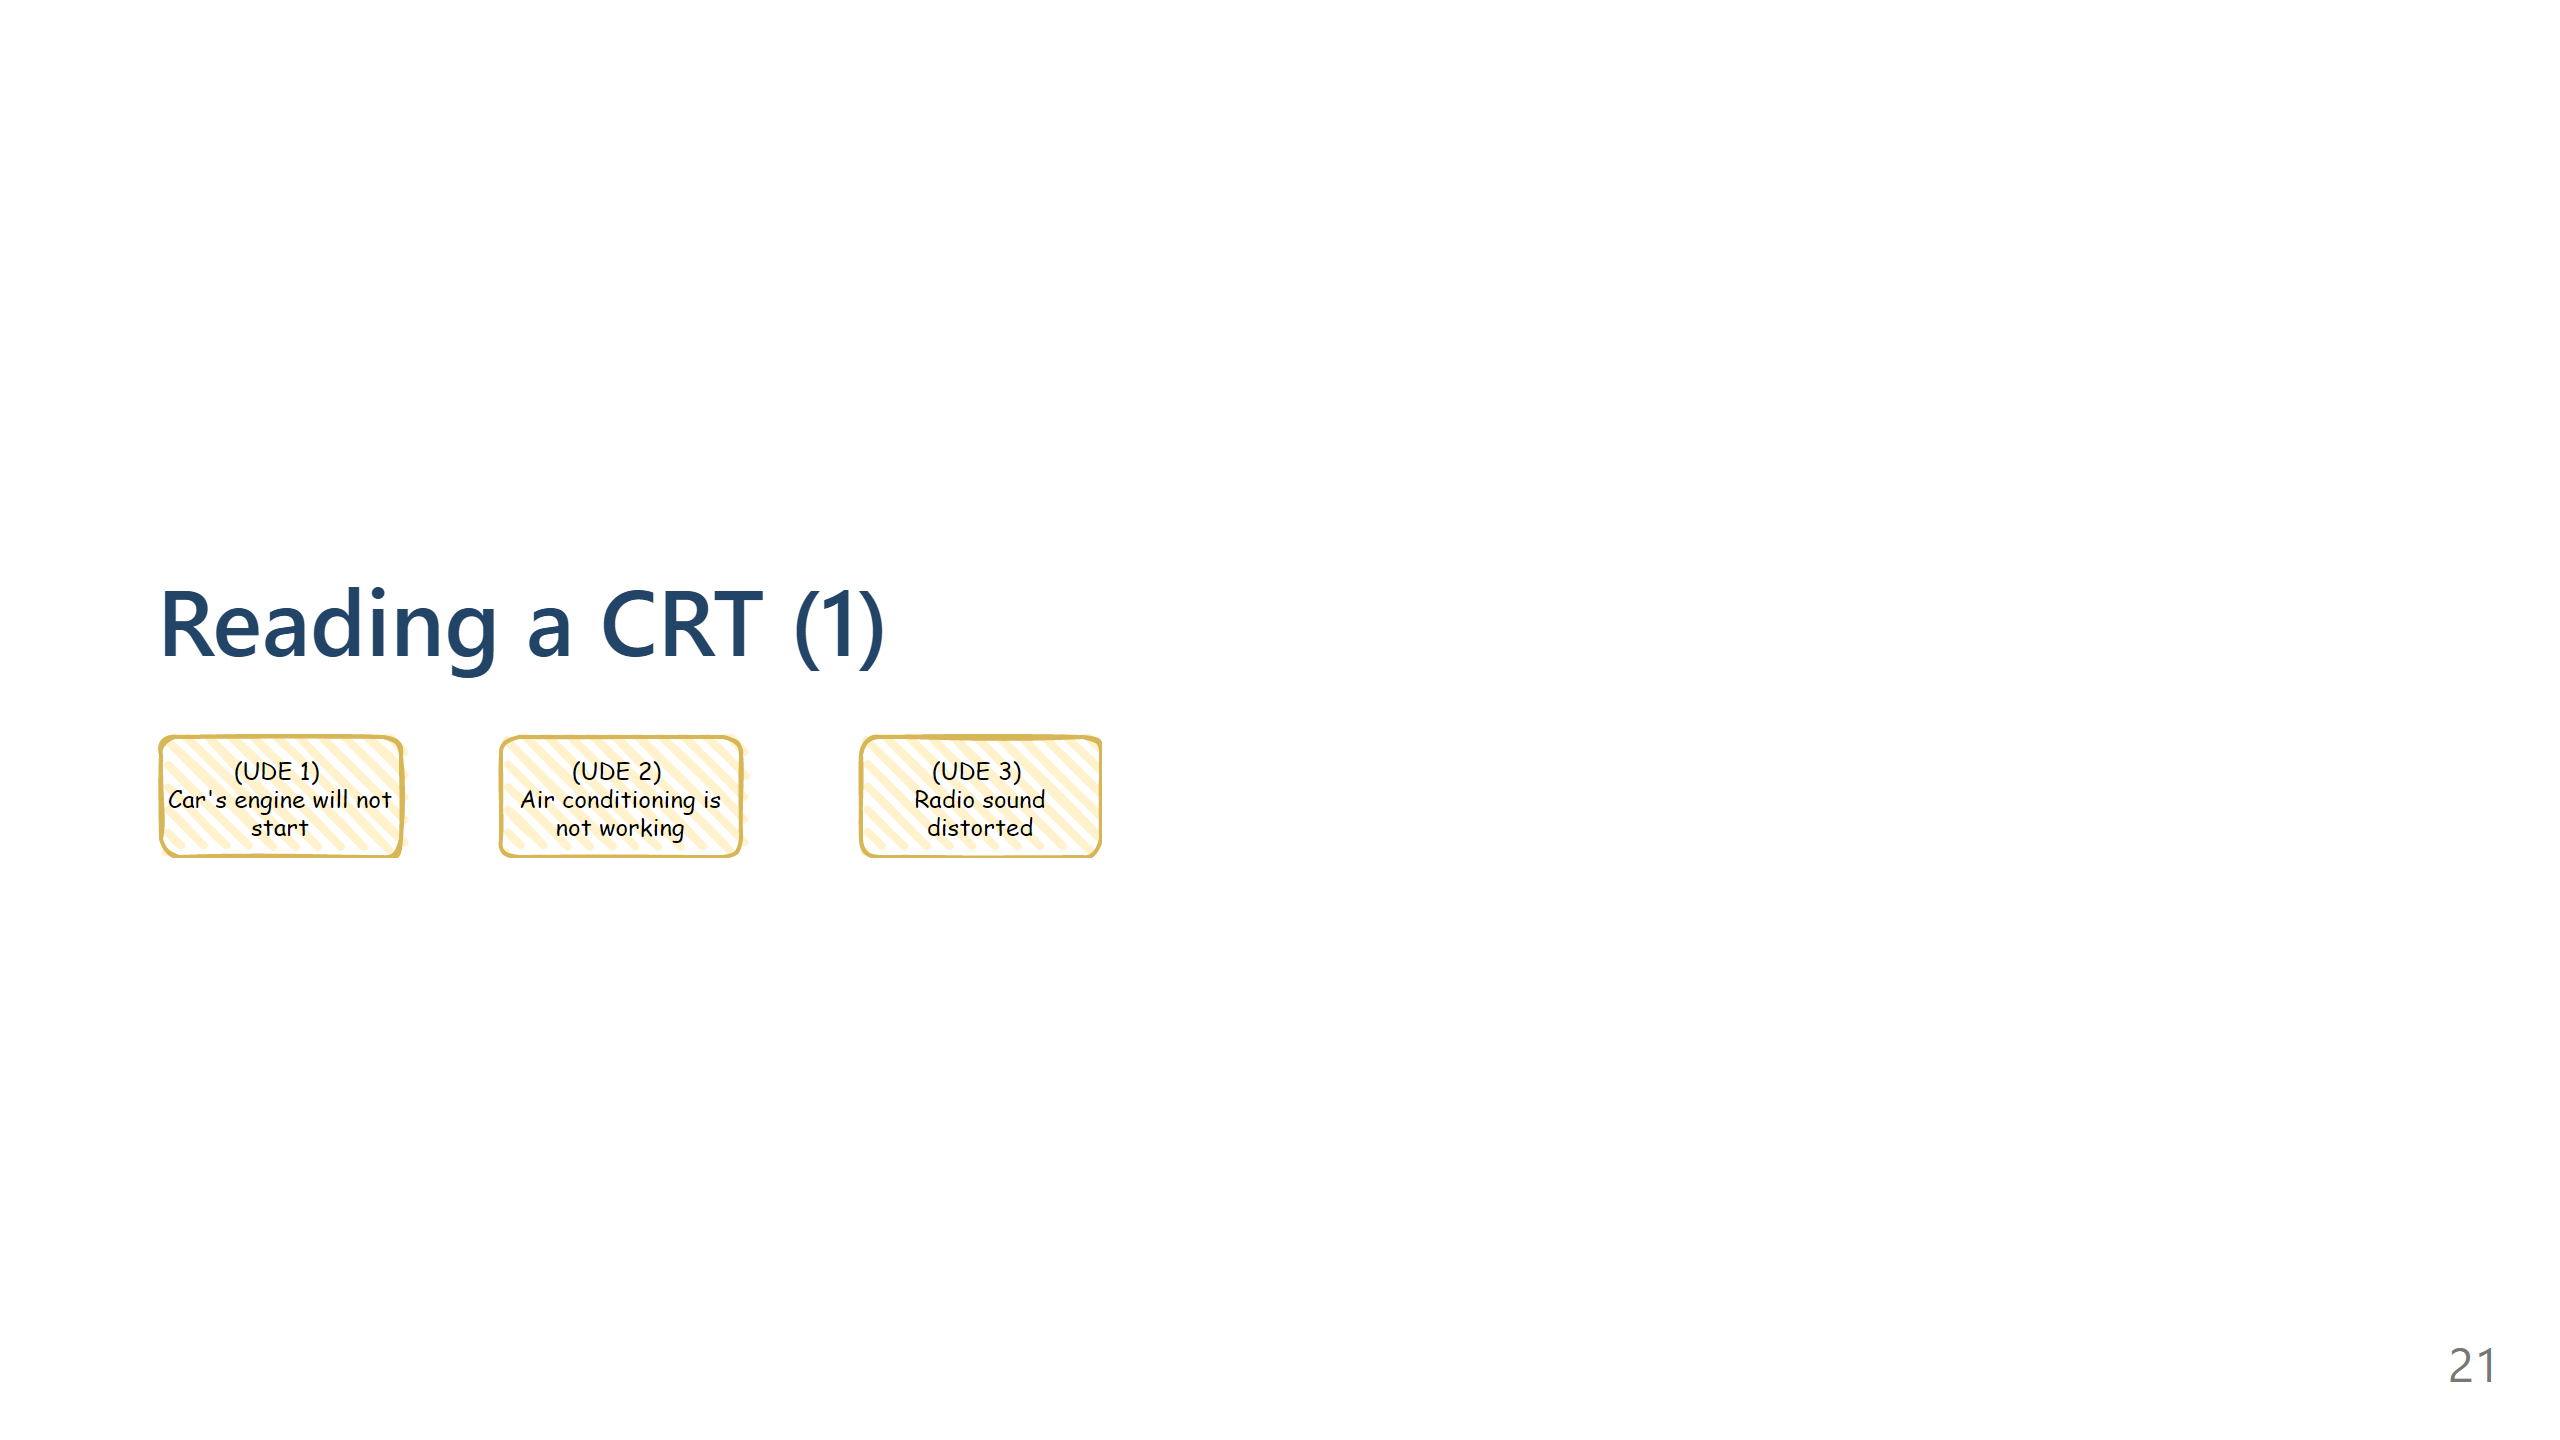 Reading a CRT (1)
(UDE 1)
Car's engine will not
start
(UDE 2)
Air conditioning is
not working
(UDE 3)
Radio sound
distorted
21